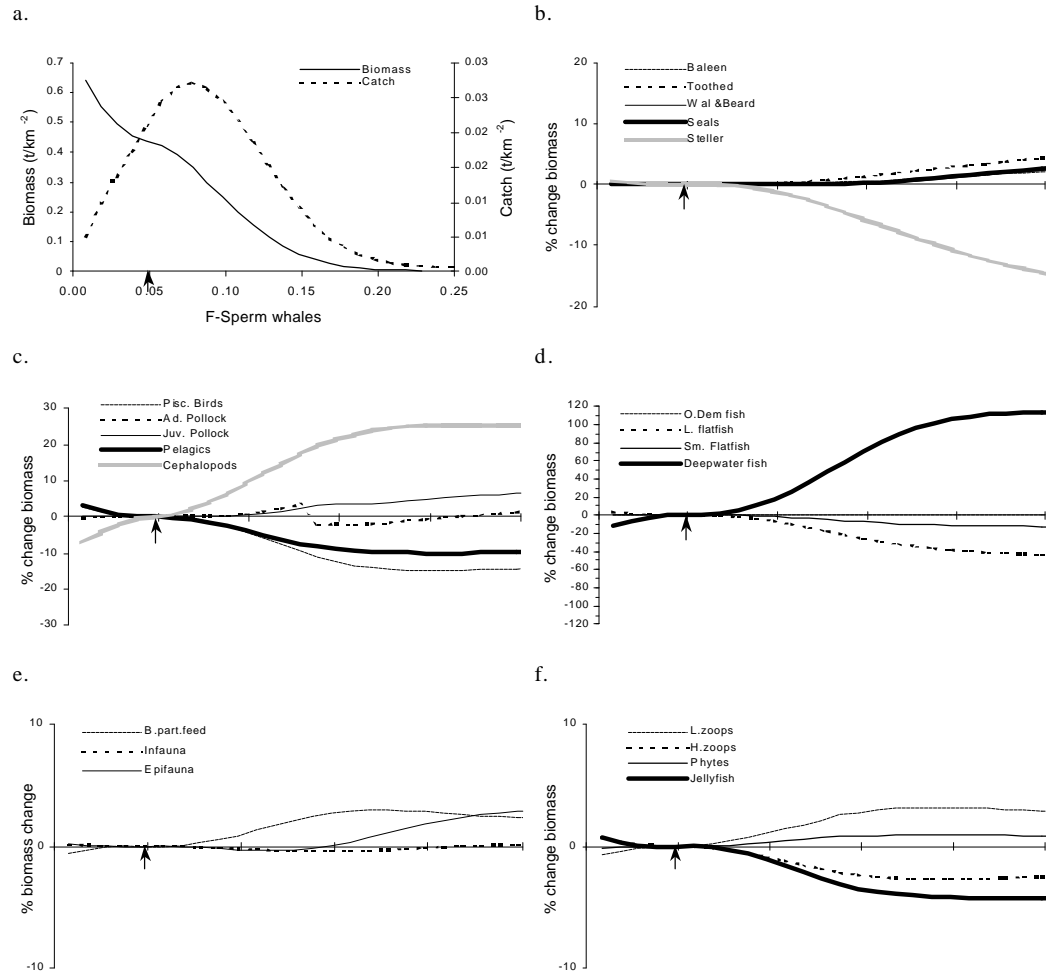 a.
0.7
0.6
0.5
0.4
0.3
0.2
0.1
0
Biomass (t/km -2)
0.03
0.03
0.02
0.02
0.01
0.01
0.00
Catch (t/km -2)
Biomass
Catch
0.00 0.05 0.10 0.15 0.20 0.25
F-Sperm whales
b.
20
10
0
-10
-20
% change biomass
Baleen
Toothed
Wal &Beard
Seals
Steller
c.
30
20
10
0
-10
-20
-30
% change biomass
Pisc. Birds
Ad. Pollock
Juv. Pollock
Pelagics
Cephalopods
d.
120
100
80
60
40
20
0
-20
-40
-60
-80
-100
-120
% change biomass
O.Dem fish
L. flatfish
Sm. Flatfish
Deepwater fish
e.
10
0
-10
% biomass change
B.part.feed
Infauna
Epifauna
f.
10
0
-10
% change biomass
L.zoops
H.zoops
Phytes
Jellyfish